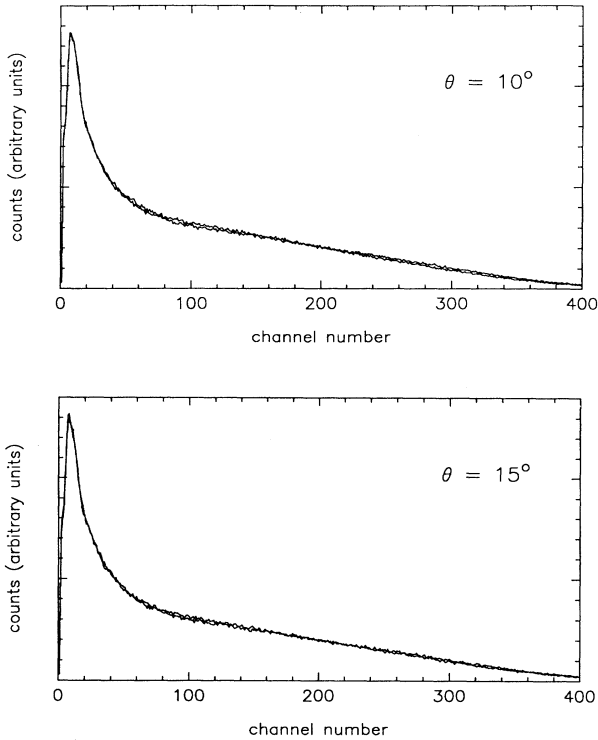 counts (arbitrary units)
θ = 10°
0 100 200 300 400
channel number
counts (arbitrary units)
θ = 15°
0 100 200 300 400
channel number